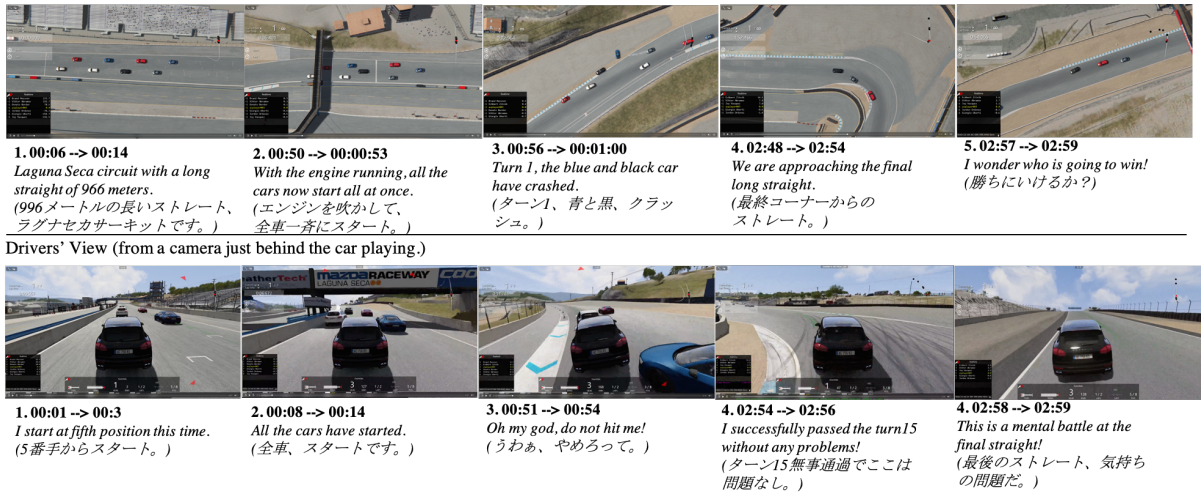 1. 00:06 --> 00:14
Laguna Seca circuit with a long
straight of 966 meters.
(996メートルの長いストレート、
ラグナセカサーキットです。)
2. 00:50 --> 00:00:53
With the engine running, all the
cars now start all at once.
(エンジンを吹かして、
全車一斉にスタート。)
3. 00:56 --> 00:01:00
Turn 1, the blue and black car
have crashed.
(ターン1、青と黒、クラッ
シュ。)
4. 02:48 --> 02:54
We are approaching the final
long straight.
(最終コーナーからの
ストレート。)
5. 02:57 --> 02:59
I wonder who is going to win!
(勝ちにいけるか?)
Drivers' View (from a camera just behind the car playing.)
mazda RACEWAY
LAGUNA SECA
1. 00:01 --> 00:3
I start at fifth position this time.
(5番手からスタート。)
2. 00:08 --> 00:14
All the cars have started.
(全車、スタートです。)
3. 00:51 --> 00:54
Oh my god, do not hit me!
(うわぁ、やめろって。)
4. 02:54 --> 02:56
I successfully passed the turn15
without any problems!
(ターン15無事通過でここは
問題なし。)
4. 02:58 --> 02:59
This is a mental battle at the
final straight!
(最後のストレート、気持ち
の問題だ。)